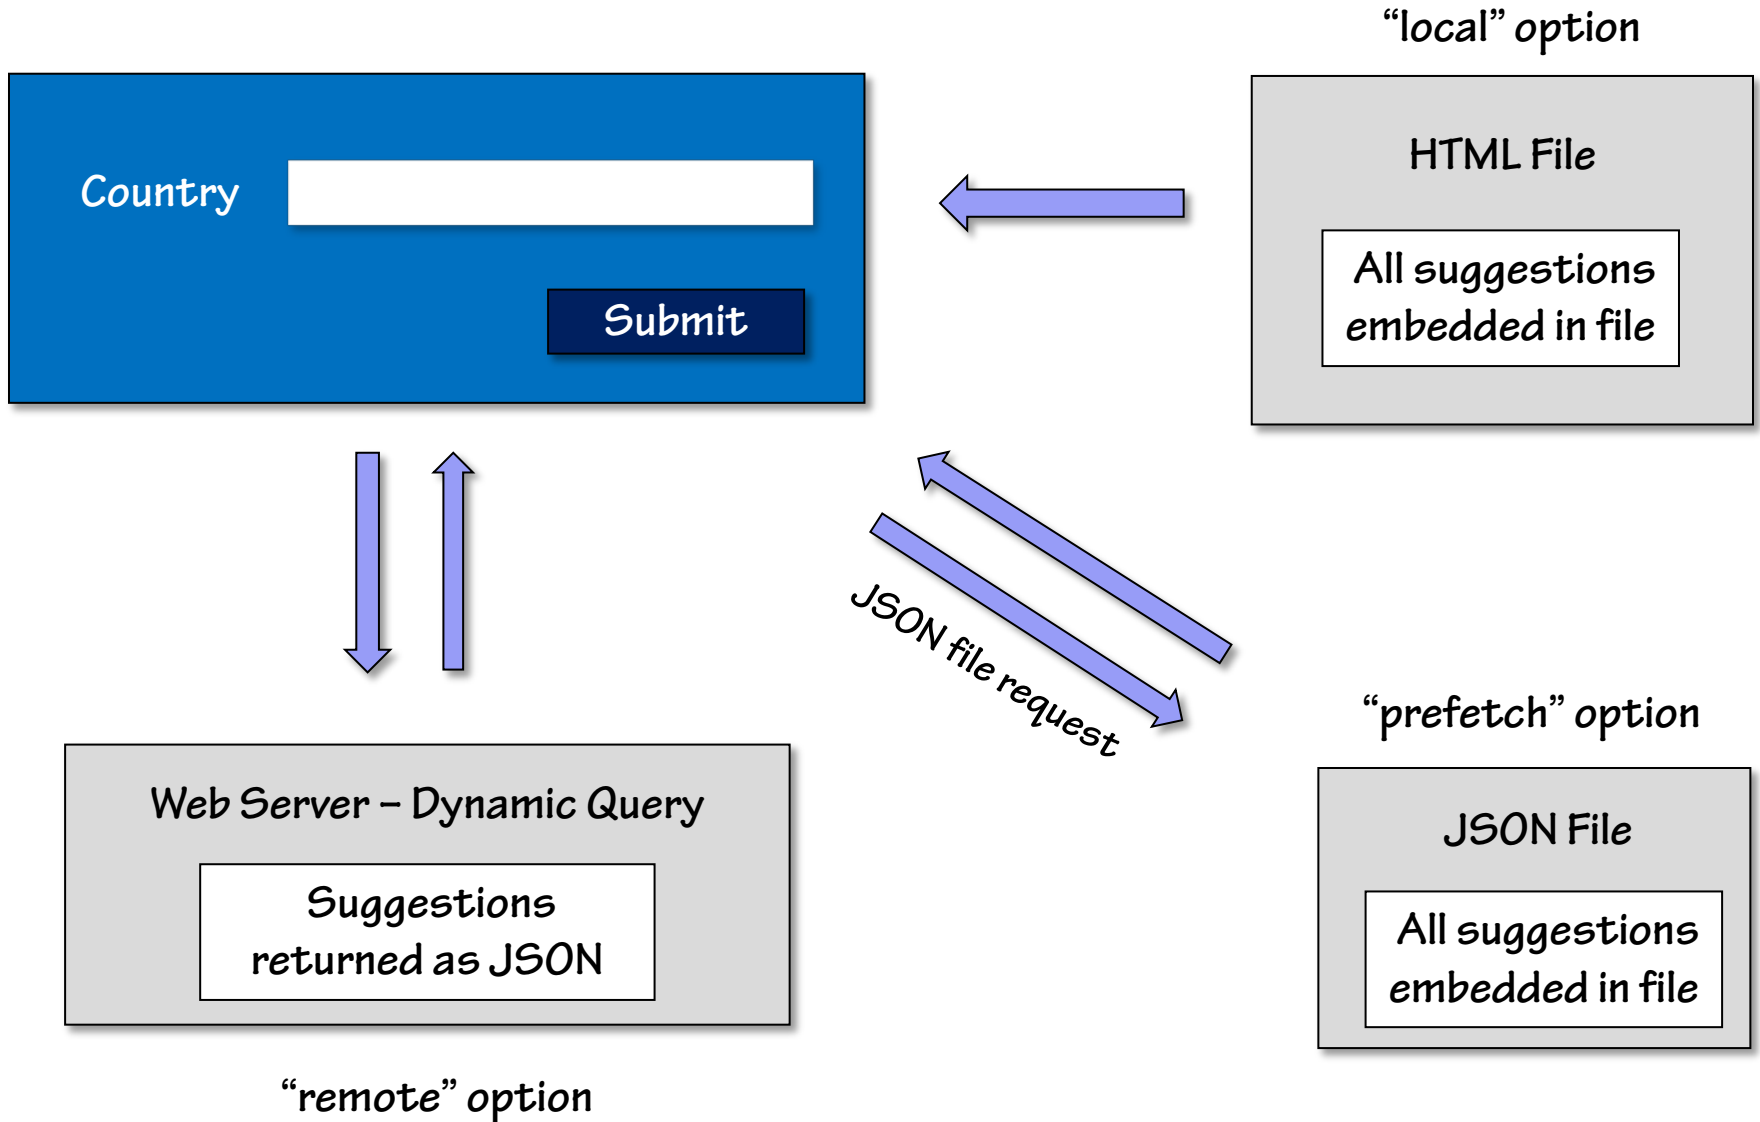 “local” option
HTML File
All suggestions
embedded in file
Country
Submit
JSON file request
“prefetch” option
JSON File
All suggestions
embedded in file
Web Server – Dynamic Query
Suggestions
returned as JSON
“remote” option